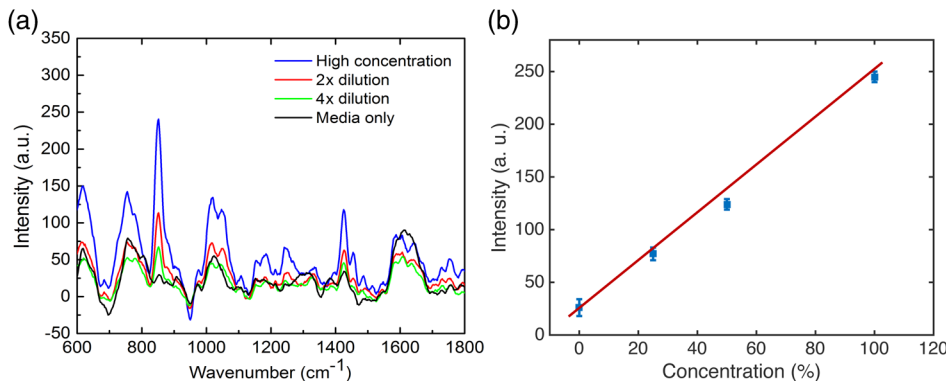 (a)
350
300
250
200
150
100
50
0
-50
Intensity (a.u.)
High concentration
2x dilution
4x dilution
Media only
600 800 1000 1200 1400 1600 1800
Wavenumber (cm⁻¹)
(b)
250
200
150
100
50
0
Intensity (a. u.)
0 20 40 60 80 100 120
Concentration (%)